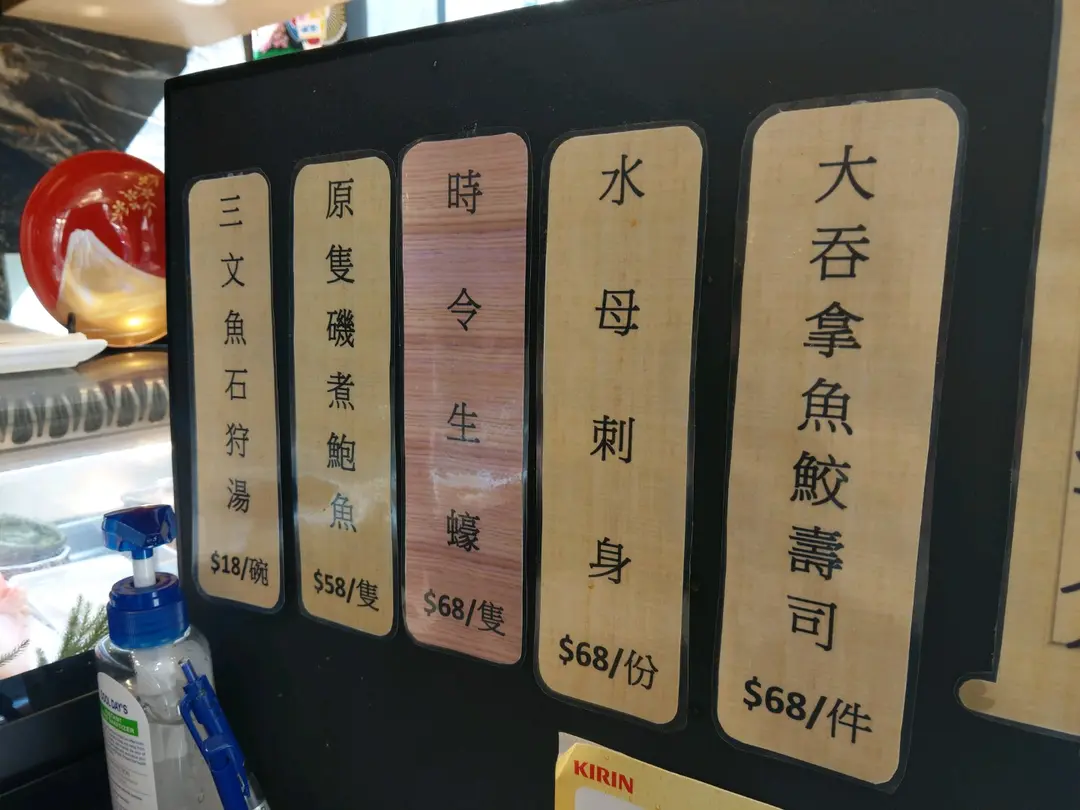 三文魚石狩湯
$18/碗
原隻磯煮鮑魚
$58/隻
時令生蠔
$68/隻
水母刺身
$68/份
大吞拿魚鮫壽司
$68/件
KIRIN